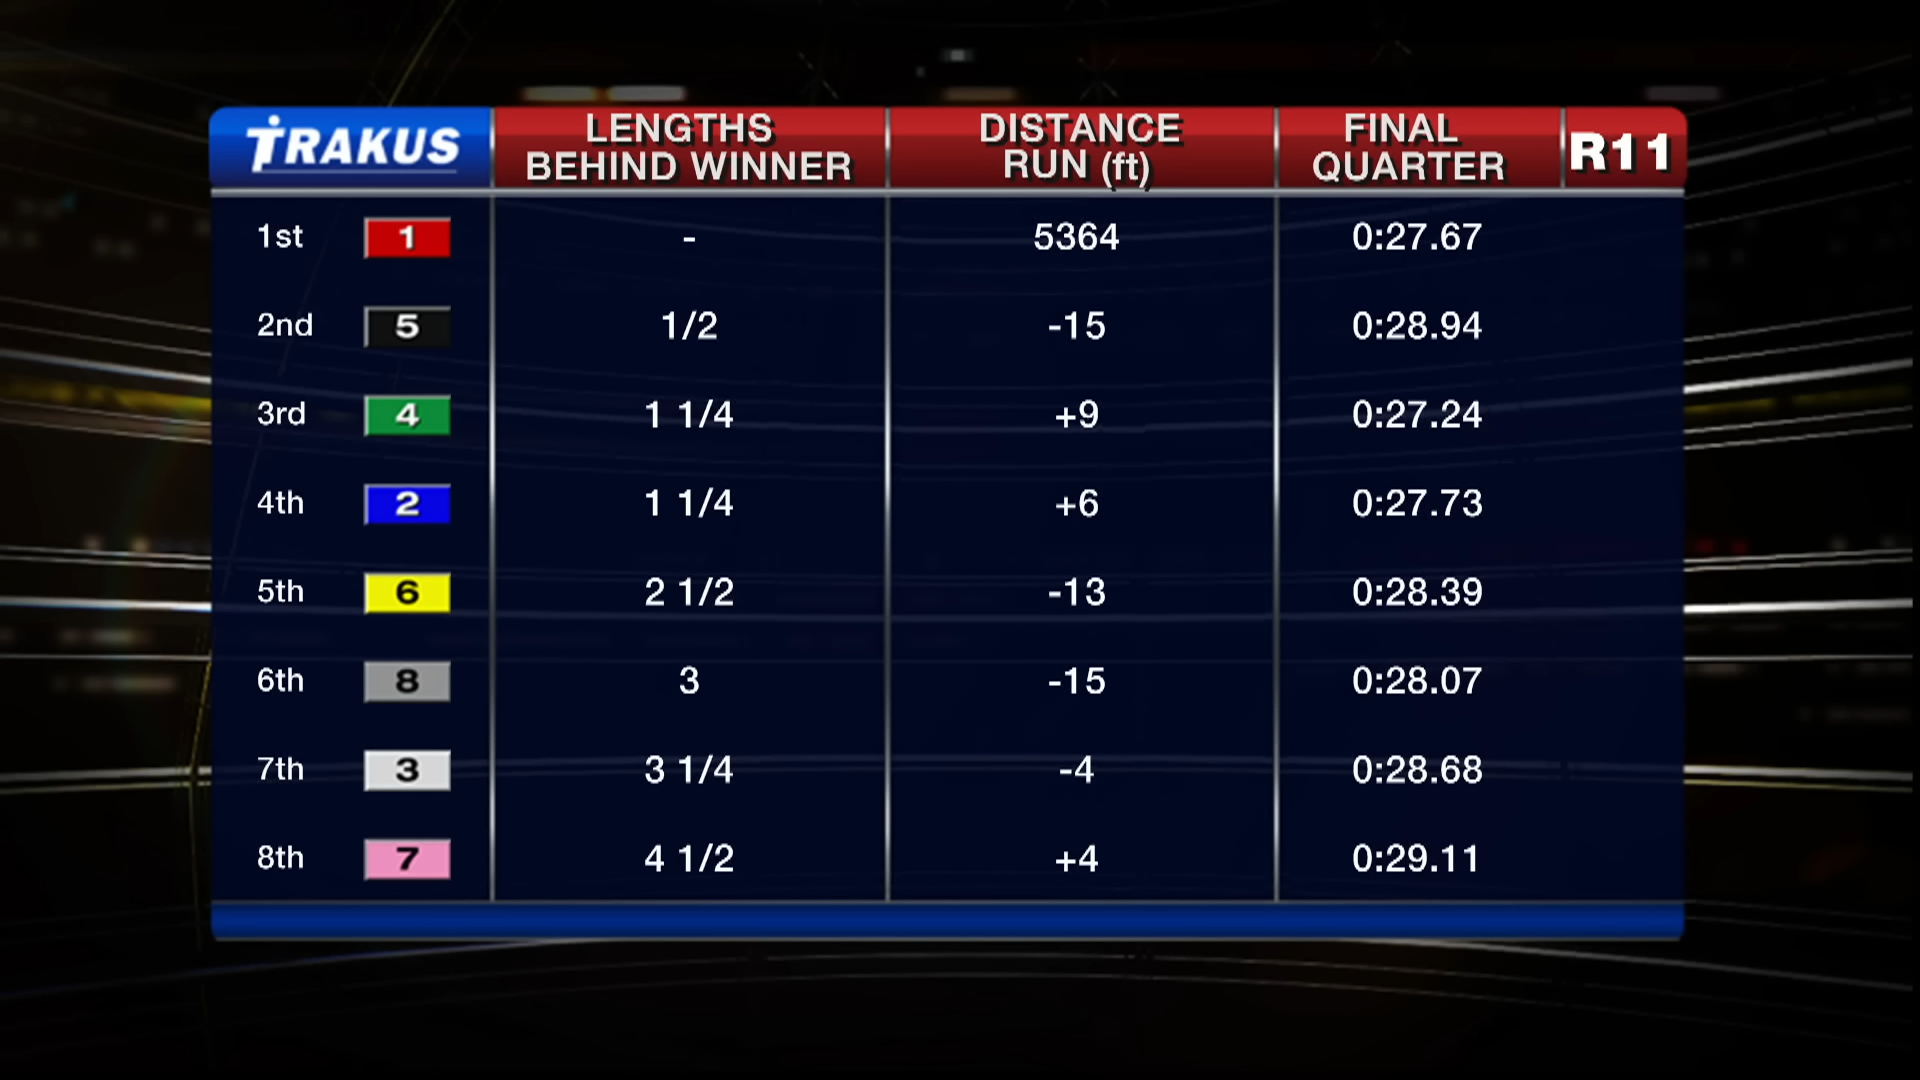 TRAKUS
LENGTHS
BEHIND WINNER
DISTANCE
RUN (ft)
FINAL
QUARTER
R11
1st 1 - 5364 0:27.67
2nd 5 1/2 -15 0:28.94
3rd 4 1 1/4 +9 0:27.24
4th 2 1 1/4 +6 0:27.73
5th 6 2 1/2 -13 0:28.39
6th 8 3 -15 0:28.07
7th 3 3 1/4 -4 0:28.68
8th 7 4 1/2 +4 0:29.11